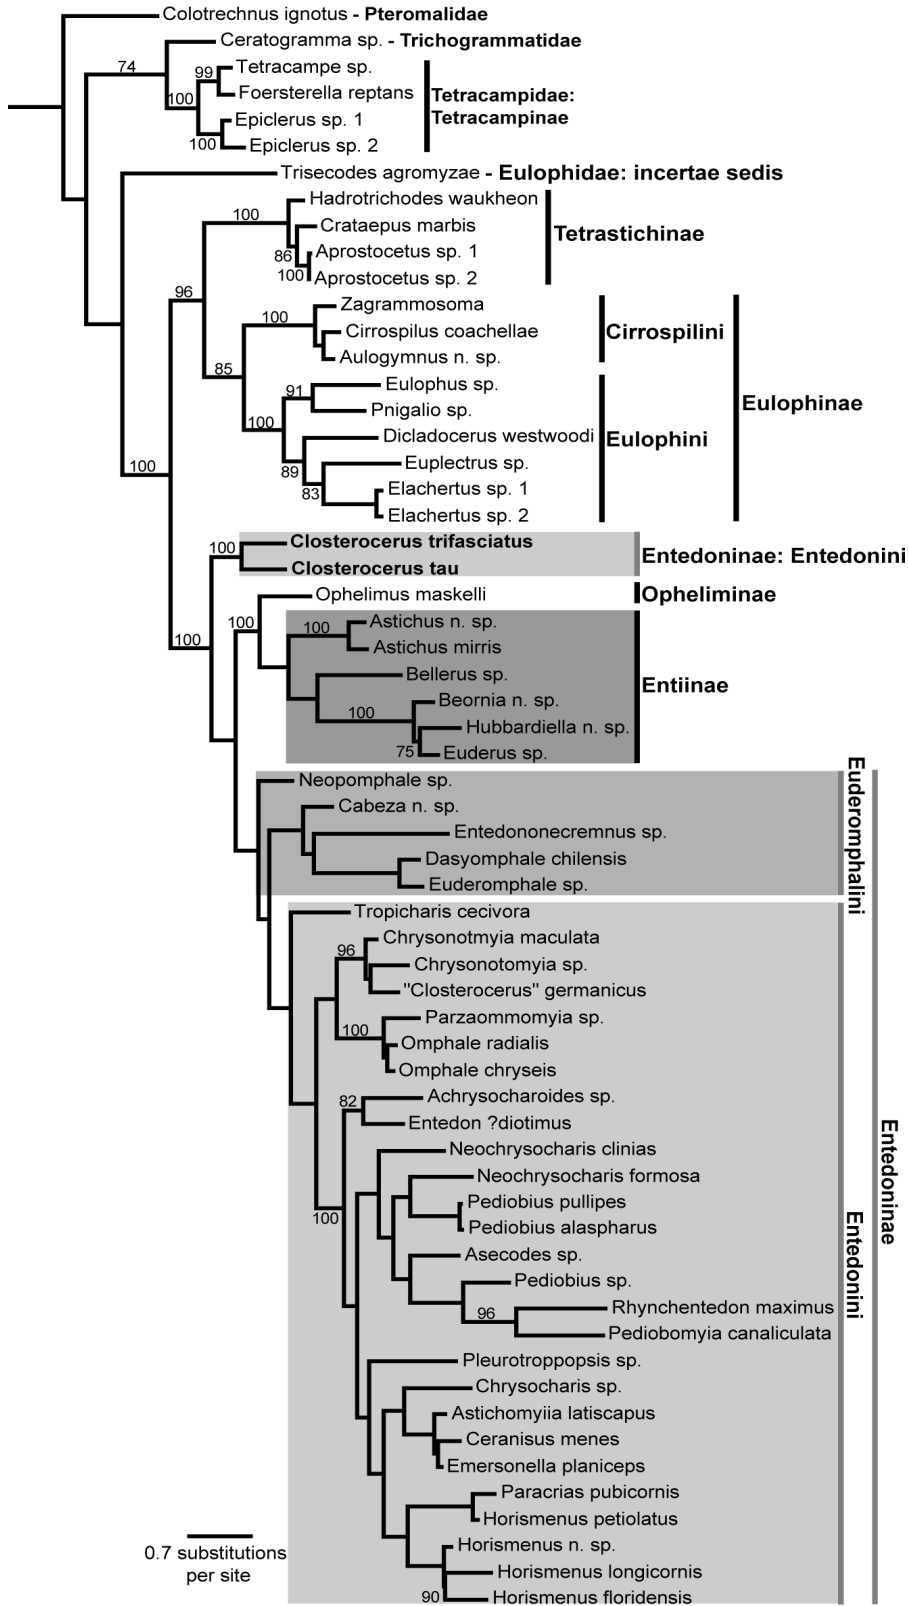 Colotrechnus ignotus - Pteromalidae
Ceratogramma sp. - Trichogrammatidae
74
Tetracampe sp.
99
Foersterella reptans
100
Tetracampidae:
Tetracampinae
Epiclerus sp. 1
Epiclerus sp. 2
100
Trisecodes agromyzae - Eulophidae: incertae sedis
Hadrotrichodes waukheon
100
Crataepus marbis
Tetrastichinae
Aprostocetus sp. 1
86
Aprostocetus sp. 2
100
96
Zagrammosoma
100
Cirrospilus coachellae
Cirrospilini
Aulogymnus n. sp.
85
Eulophus sp.
91
Eulophinae
Pnigalio sp.
100
Dicladocerus westwoodi
Eulophini
Euplectrus sp.
89
100
Elachertus sp. 1
83
Elachertus sp. 2
Closterocerus trifasciatus
100
Entedoninae: Entedonini
Closterocerus tau
Ophelimus maskelli
Opheliminae
Astichus n. sp.
100
100
100
Astichus mirris
Bellerus sp.
Entiinae
Beornia n. sp.
100
Hubbardiella n. sp.
Euderus sp.
75
Neopomphale sp.
Cabeza n. sp.
Entedononecremnus sp.
Euderomphalini
Dasyomphale chilensis
Euderomphale sp.
Tropicharis cecivora
Chrysonotmyia maculata
96
Chrysonotomyia sp.
"Closterocerus" germanicus
Parzaommomyia sp.
100
Omphale radialis
Omphale chryseis
Achrysocharoides sp.
82
Entedon ?diotimus
Neochrysocharis clinias
Neochrysocharis formosa
Entedoninae
Pediobius pullipes
100
Pediobius alaspharus
Asecodes sp.
Entedonini
Pediobius sp.
96
Rhynchentedon maximus
Pediobomyia canaliculata
Pleurotroppopsis sp.
Chrysocharis sp.
Astichomyiia latiscapus
Ceranisus menes
Emersonella planiceps
Paracrias pubicornis
Horismenus petiolatus
Horismenus n. sp.
0.7 substitutions
per site
Horismenus longicornis
90
Horismenus floridensis